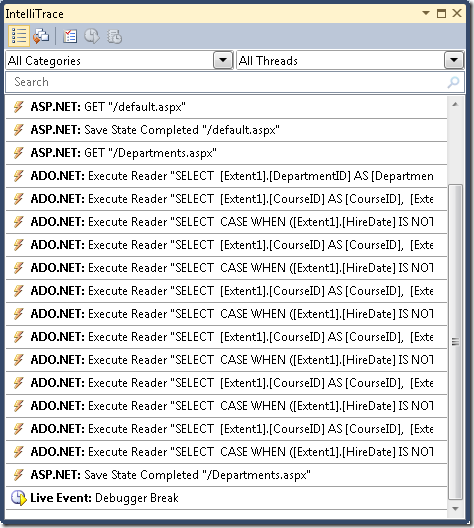 IntelliTrace
All Categories
All Threads
Search
ASP.NET: GET "/default.aspx"
ASP.NET: Save State Completed "/default.aspx"
ASP.NET: GET "/Departments.aspx"
ADO.NET: Execute Reader "SELECT [Extent1].[DepartmentID] AS [Departmen
ADO.NET: Execute Reader "SELECT [Extent1].[CourseID] AS [CourseID], [Exte
ADO.NET: Execute Reader "SELECT CASE WHEN ([Extent1].[HireDate] IS NOT
ADO.NET: Execute Reader "SELECT [Extent1].[CourseID] AS [CourseID], [Exte
ADO.NET: Execute Reader "SELECT CASE WHEN ([Extent1].[HireDate] IS NOT
ADO.NET: Execute Reader "SELECT [Extent1].[CourseID] AS [CourseID], [Exte
ADO.NET: Execute Reader "SELECT CASE WHEN ([Extent1].[HireDate] IS NOT
ADO.NET: Execute Reader "SELECT [Extent1].[CourseID] AS [CourseID], [Exte
ADO.NET: Execute Reader "SELECT CASE WHEN ([Extent1].[HireDate] IS NOT
ADO.NET: Execute Reader "SELECT [Extent1].[CourseID] AS [CourseID], [Exte
ADO.NET: Execute Reader "SELECT CASE WHEN ([Extent1].[HireDate] IS NOT
ADO.NET: Execute Reader "SELECT [Extent1].[CourseID] AS [CourseID], [Exte
ADO.NET: Execute Reader "SELECT CASE WHEN ([Extent1].[HireDate] IS NOT
ASP.NET: Save State Completed "/Departments.aspx"
Live Event: Debugger Break